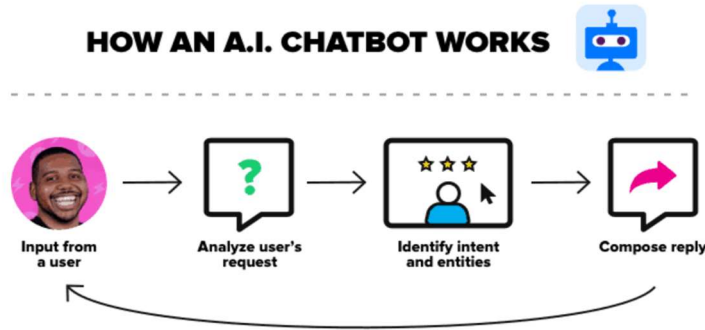 HOW AN A.I. CHATBOT WORKS
?
Input from
a user
Analyze user's
request
Identify intent
and entities
Compose reply